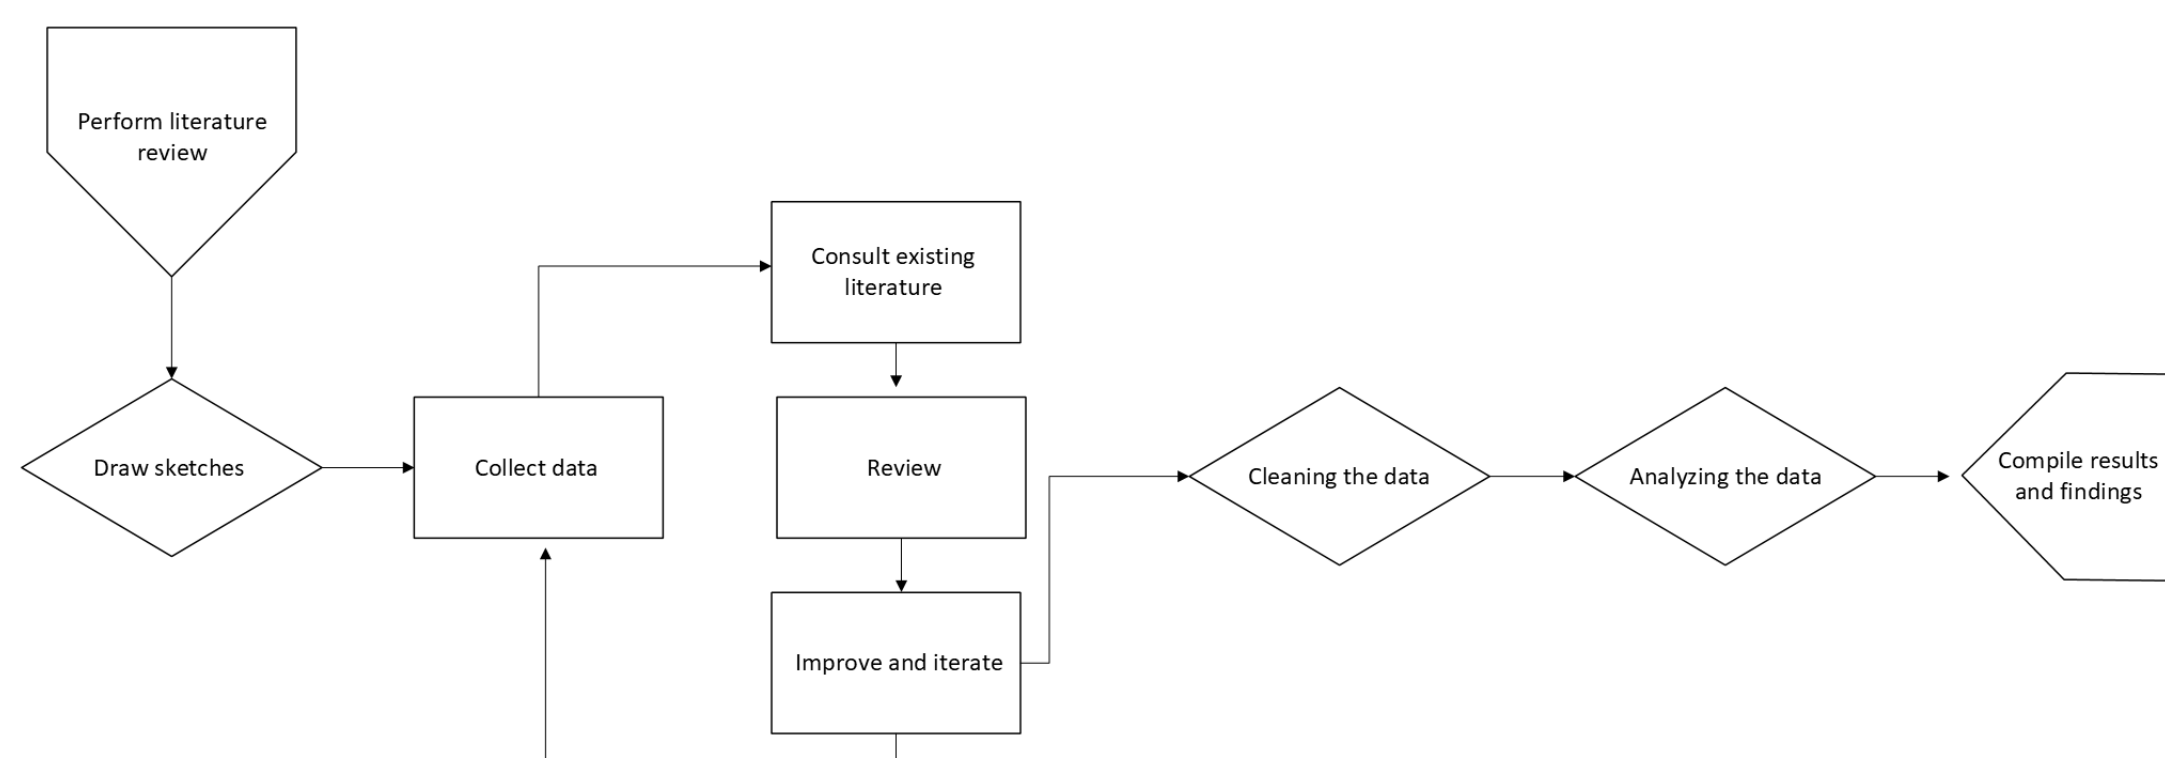 Perform literature
review
Draw sketches
Collect data
Consult existing
literature
Review
Improve and iterate
Cleaning the data
Analyzing the data
Compile results
and findings